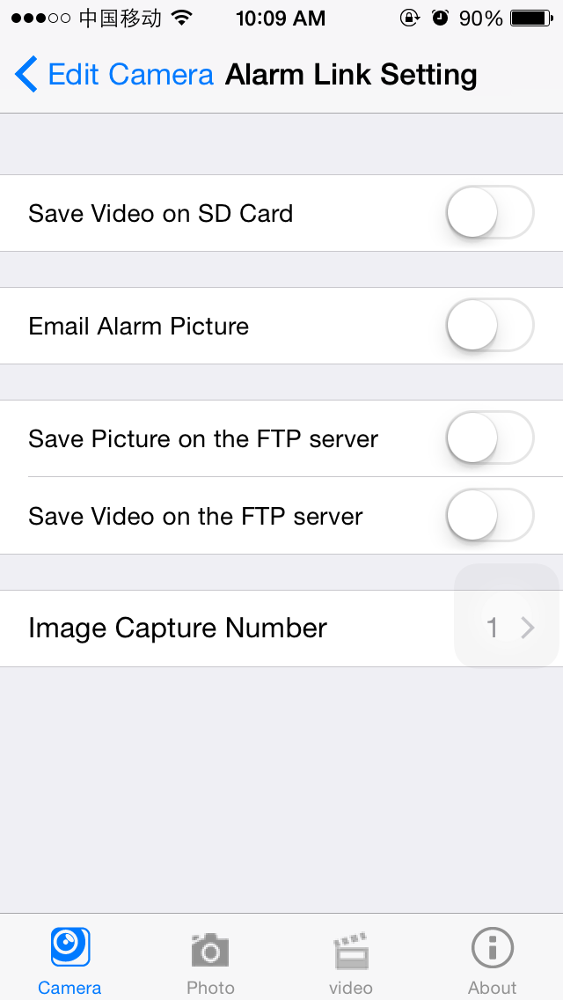 中国移动 10:09 AM 90%
Edit Camera Alarm Link Setting
Save Video on SD Card
Email Alarm Picture
Save Picture on the FTP server
Save Video on the FTP server
Image Capture Number 1
Camera Photo video About